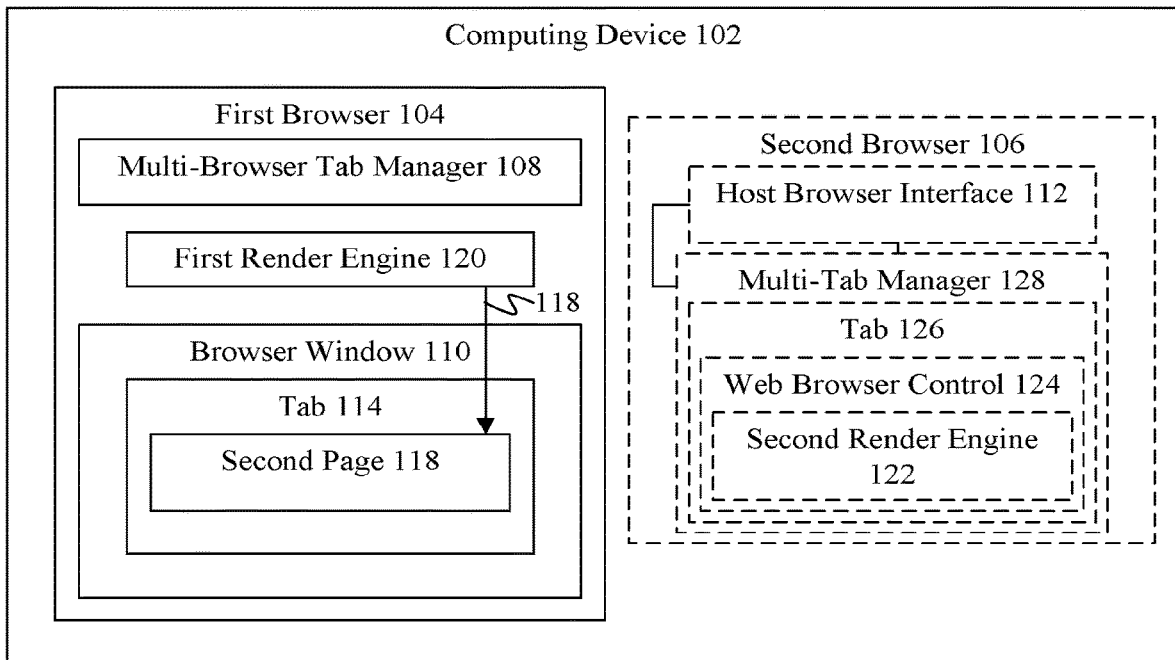 Computing Device 102
First Browser 104
Multi-Browser Tab Manager 108
First Render Engine 120
118
Browser Window 110
Tab 114
Second Page 118
Second Browser 106
Host Browser Interface 112
Multi-Tab Manager 128
Tab 126
Web Browser Control 124
Second Render Engine
122